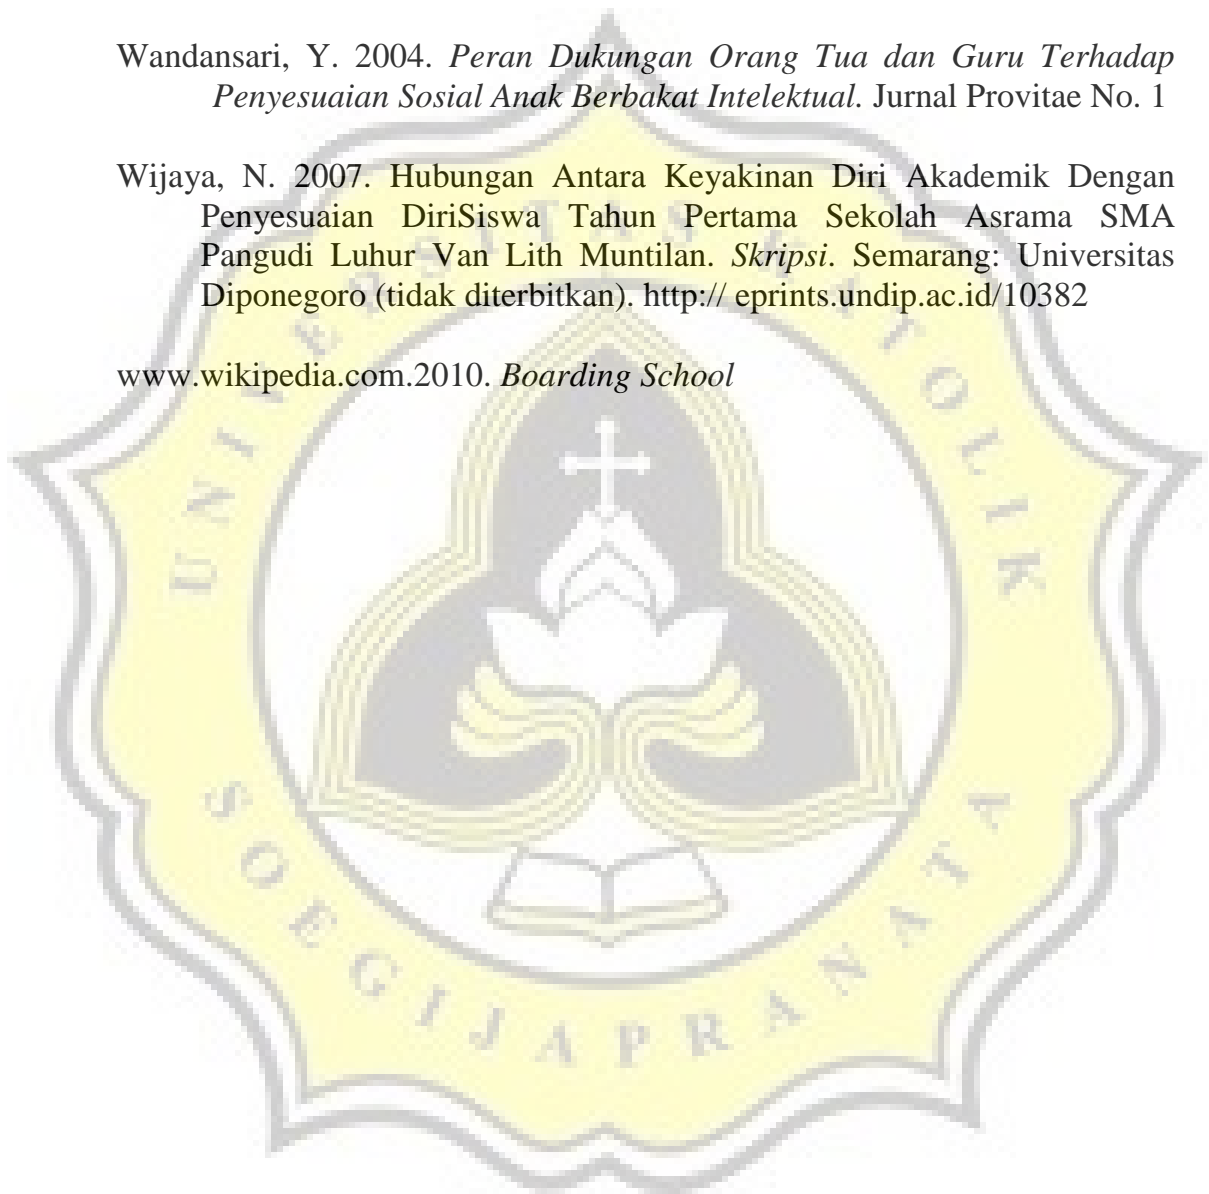 Wandansari, Y. 2004. Peran Dukungan Orang Tua dan Guru Terhadap
Penyesuaian Sosial Anak Berbakat Intelektual. Jurnal Provitae No. 1
Wijaya, N. 2007. Hubungan Antara Keyakinan Diri Akademik Dengan
Penyesuaian DiriSiswa Tahun Pertama Sekolah Asrama SMA
Pangudi Luhur Van Lith Muntilan. Skripsi. Semarang: Universitas
Diponegoro (tidak diterbitkan). http:// eprints.undip.ac.id/10382
www.wikipedia.com.2010. Boarding School
UNIVERSITAS KATOLIK
SOEGIJAPRANATA